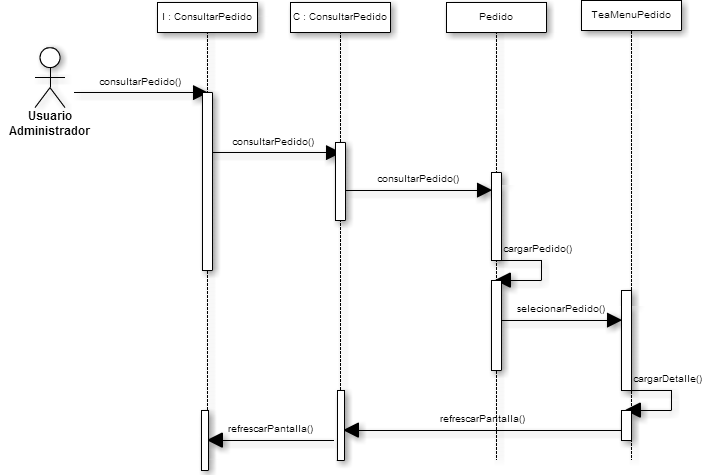 I : ConsultarPedido
C : ConsultarPedido
Pedido
TeaMenuPedido
consultarPedido()
Usuario
Administrador
consultarPedido()
consultarPedido()
cargarPedido()
selecionarPedido()
cargarDetalle()
refrescarPantalla()
refrescarPantalla()